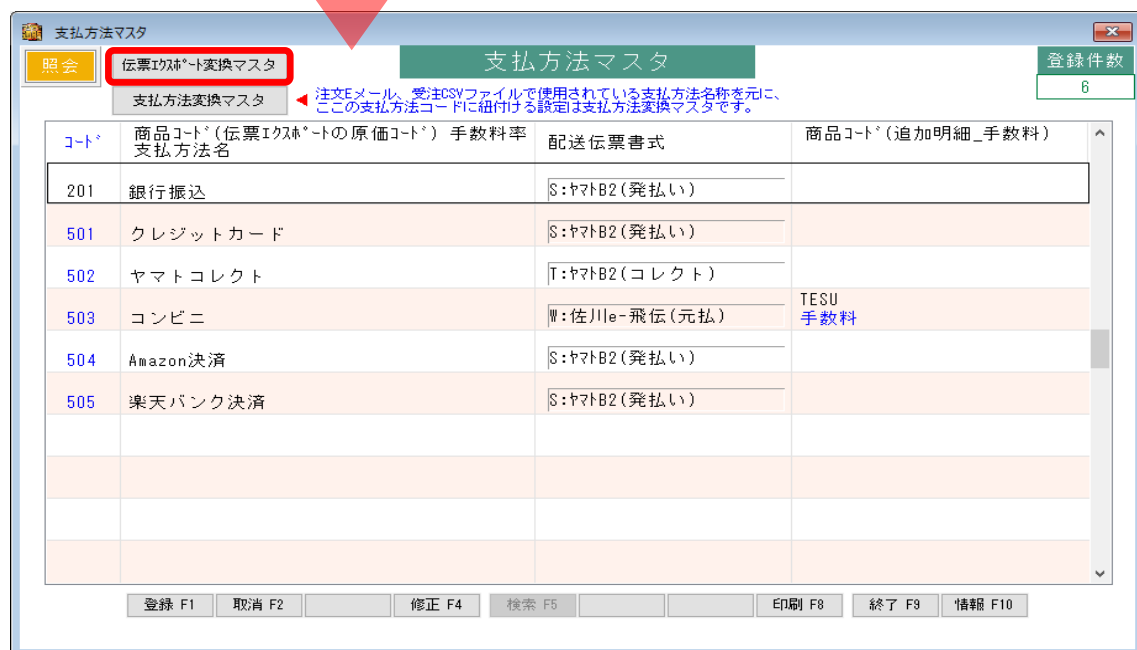 支払方法マスタ
照会
伝票ｴｸｽﾎﾟｰﾄ変換マスタ
支払方法マスタ
登録件数
6
支払方法変換マスタ
注文Eメール、受注CSVファイルで使用されている支払方法名称を元に、
ここの支払方法コードに紐付ける設定は支払方法変換マスタです。
ｺｰﾄﾞ
商品ｺｰﾄﾞ(伝票ｴｸｽﾎﾟｰﾄの原価ｺｰﾄﾞ) 手数料率
支払方法名
配送伝票書式
商品ｺｰﾄﾞ(追加明細_手数料)
201 銀行振込 S:ﾔﾏﾄB2(発払い)
501 クレジットカード S:ﾔﾏﾄB2(発払い)
502 ヤマトコレクト T:ﾔﾏﾄB2(コレクト)
503 コンビニ W:佐川e-飛伝(元払) TESU
手数料
504 Amazon決済 S:ﾔﾏﾄB2(発払い)
505 楽天バンク決済 S:ﾔﾏﾄB2(発払い)
登録 F1 取消 F2 修正 F4 検索 F5 印刷 F8 終了 F9 情報 F10